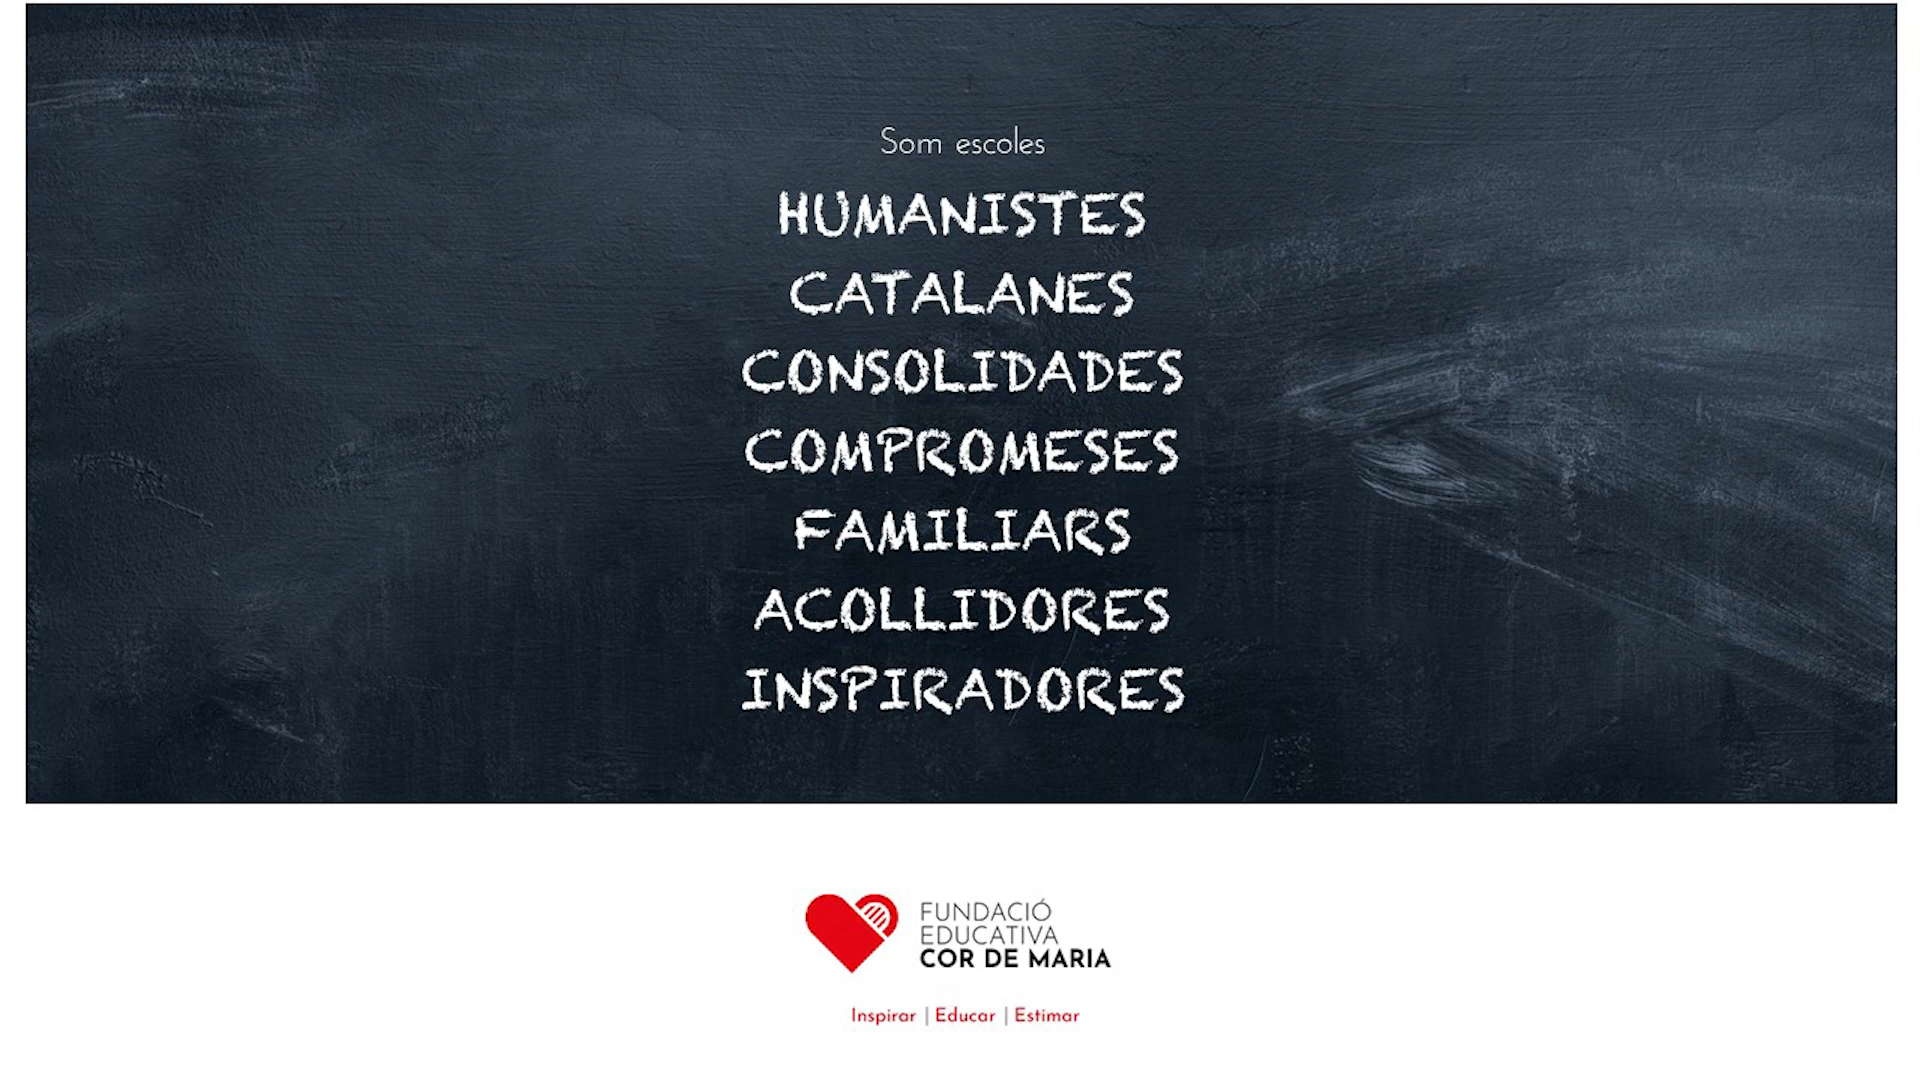 Som escoles
HUMANISTES
CATALANES
CONSOLIDADES
COMPROMESES
FAMILIARS
ACOLLIDORES
INSPIRADORES
FUNDACIÓ
EDUCATIVA
COR DE MARIA
Inspirar | Educar | Estimar